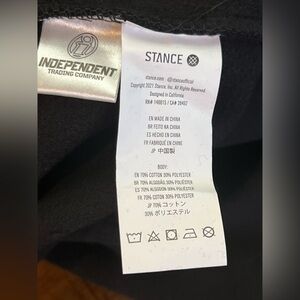 INDEPENDENT
TRADING COMPANY
STANCE
stance.com · @stanceofficial
Copyright 2021 Stance, Inc. All Rights Reserved
Designed in California
EN MADE IN CHINA
BR FEITO NA CHINA
ES HECHO EN CHINA
FR FABRIQUÉ EN CHINE
JP 中国製
BODY:
EN 70% COTTON 30% POLYESTER
BR 70% ALGODÃO 30% POLIÉSTER
ES 70% ALGODÓN 30% POLIÉSTER
FR 70% COTON 30% POLYESTER
JP 70% コットン
30% ポリエステル